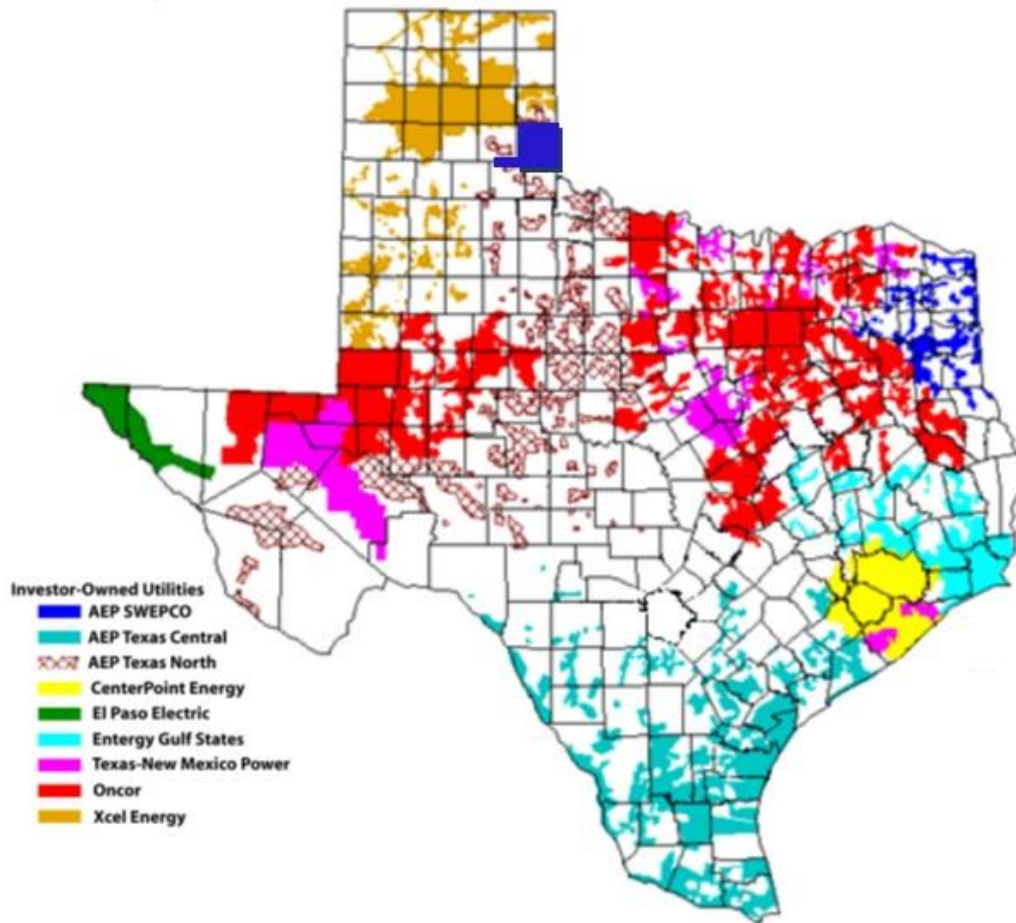 Investor-Owned Utilities
AEP SWEPCO
AEP Texas Central
AEP Texas North
CenterPoint Energy
El Paso Electric
Entergy Gulf States
Texas-New Mexico Power
Oncor
Xcel Energy